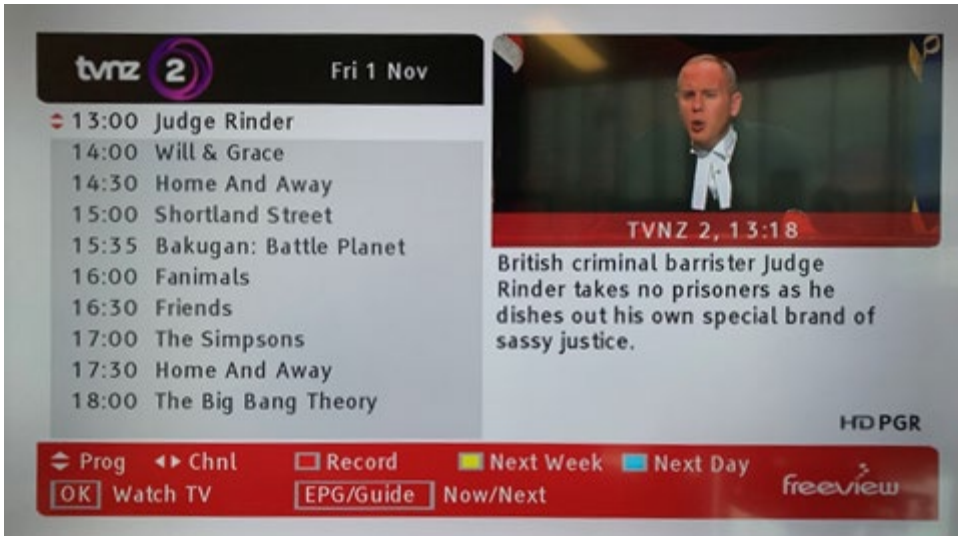 tvnz 2
Fri 1 Nov
13:00 Judge Rinder
14:00 Will & Grace
14:30 Home And Away
15:00 Shortland Street
15:35 Bakugan: Battle Planet
16:00 Fanimals
16:30 Friends
17:00 The Simpsons
17:30 Home And Away
18:00 The Big Bang Theory
TVNZ 2, 13:18
British criminal barrister Judge
Rinder takes no prisoners as he
dishes out his own special brand of
sassy justice.
HD PGR
Prog Chnl Record Next Week Next Day
OK Watch TV EPG/Guide Now/Next
freeview